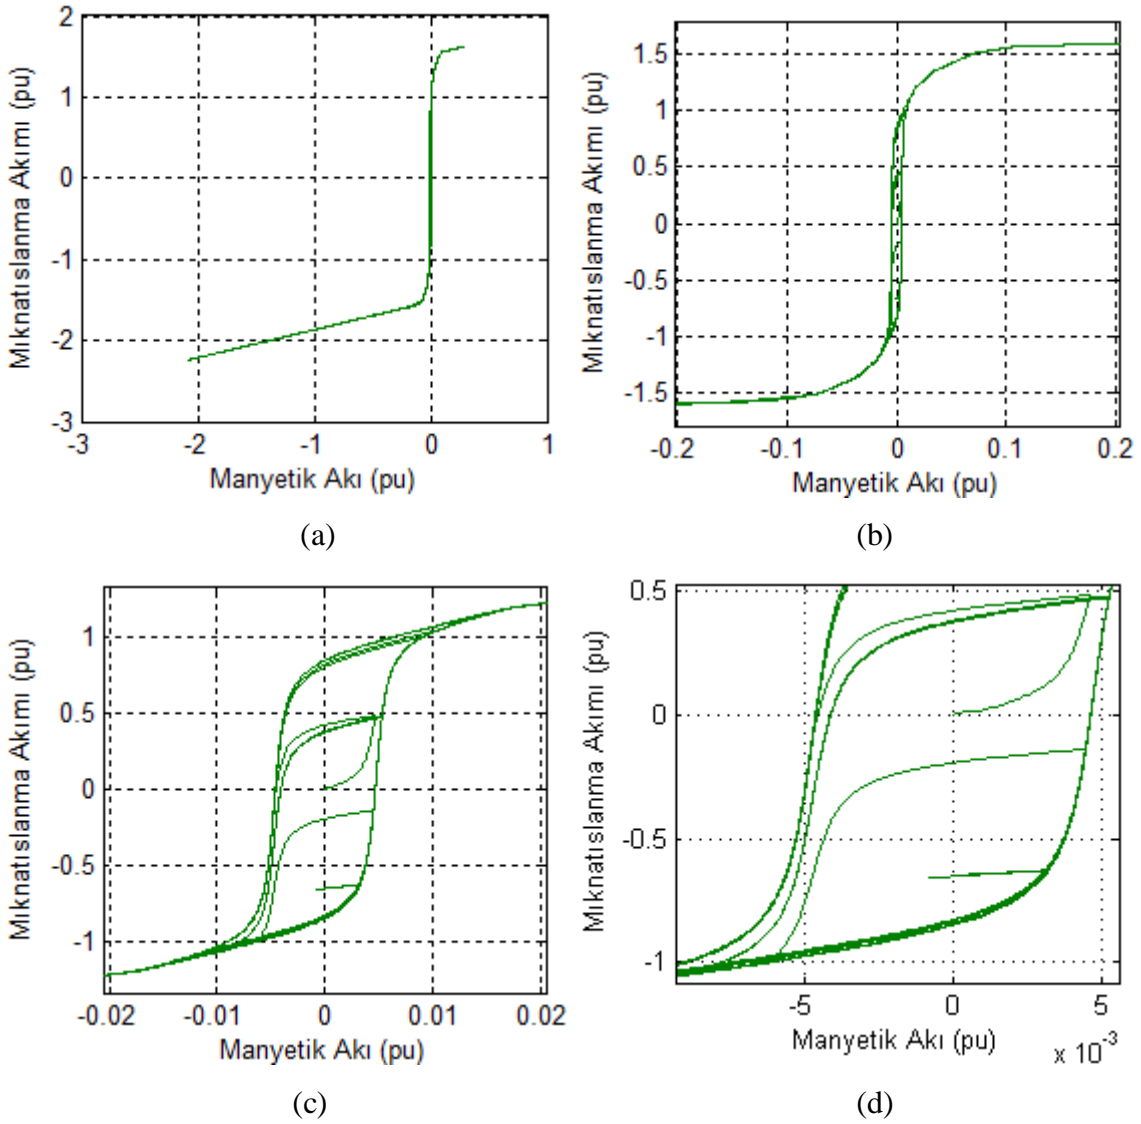 2
1
0
-1
-2
-3
-3 -2 -1 0 1
Mıknatıslanma Akımı (pu)
Manyetik Akı (pu)
(a)
1.5
1
0.5
0
-0.5
-1
-1.5
-0.2 -0.1 0 0.1 0.2
Mıknatıslanma Akımı (pu)
Manyetik Akı (pu)
(b)
1
0.5
0
-0.5
-1
-0.02 -0.01 0 0.01 0.02
Mıknatıslanma Akımı (pu)
Manyetik Akı (pu)
(c)
0.5
0
-0.5
-1
-5 0 5
x 10-3
Mıknatıslanma Akımı (pu)
Manyetik Akı (pu)
(d)